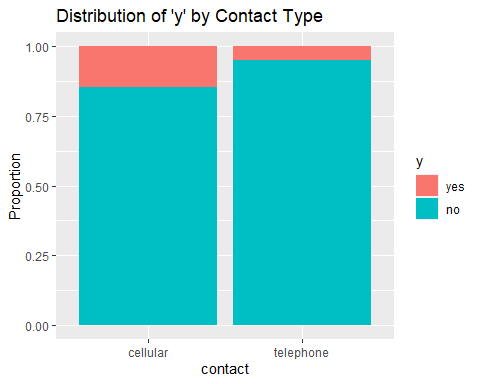 Distribution of 'y' by Contact Type
1.00
0.75
0.50
0.25
0.00
Proportion
cellular
telephone
contact
y
yes
no